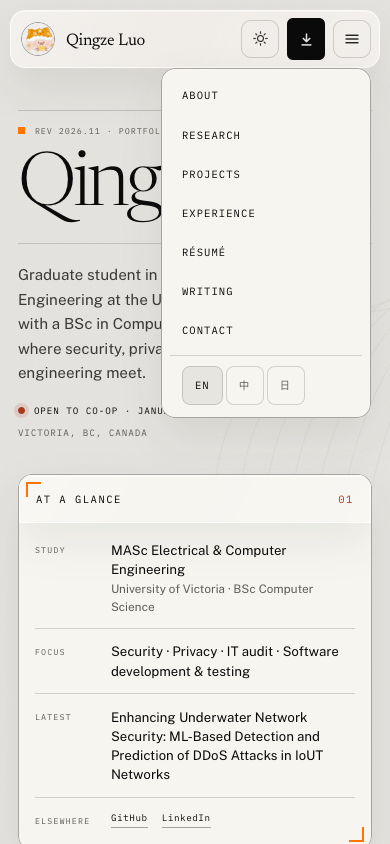 Qingze Luo
ABOUT
RESEARCH
PROJECTS
EXPERIENCE
RÉSUMÉ
WRITING
CONTACT
EN 中 日
REV 2026.11 · PORTFOL
Qing
Graduate student in
Engineering at the U
with a BSc in Compu
where security, priva
engineering meet.
OPEN TO CO-OP · JANU
VICTORIA, BC, CANADA
AT A GLANCE 01
STUDY MASc Electrical & Computer
Engineering
University of Victoria · BSc Computer
Science
FOCUS Security · Privacy · IT audit · Software
development & testing
LATEST Enhancing Underwater Network
Security: ML-Based Detection and
Prediction of DDoS Attacks in IoUT
Networks
ELSEWHERE GitHub LinkedIn